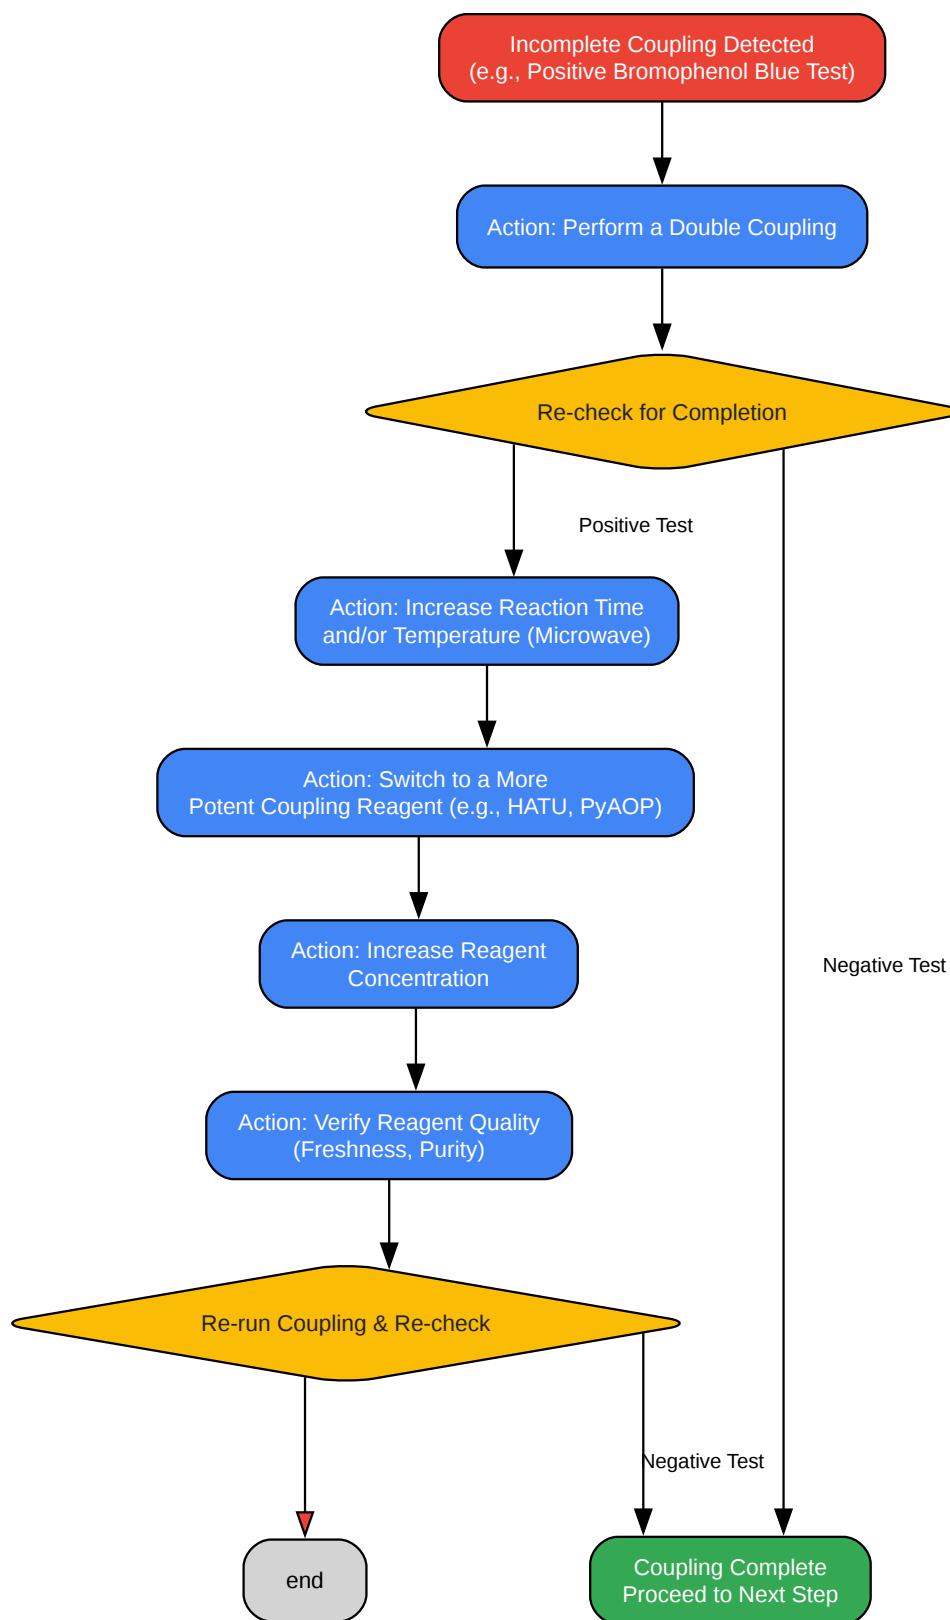 Incomplete Coupling Detected
(e.g., Positive Bromophenol Blue Test)
Action: Perform a Double Coupling
Re-check for Completion
Positive Test
Action: Increase Reaction Time
and/or Temperature (Microwave)
Action: Switch to a More
Potent Coupling Reagent (e.g., HATU, PyAOP)
Action: Increase Reagent
Concentration
Negative Test
Action: Verify Reagent Quality
(Freshness, Purity)
Re-run Coupling & Re-check
Negative Test
end
Coupling Complete
Proceed to Next Step